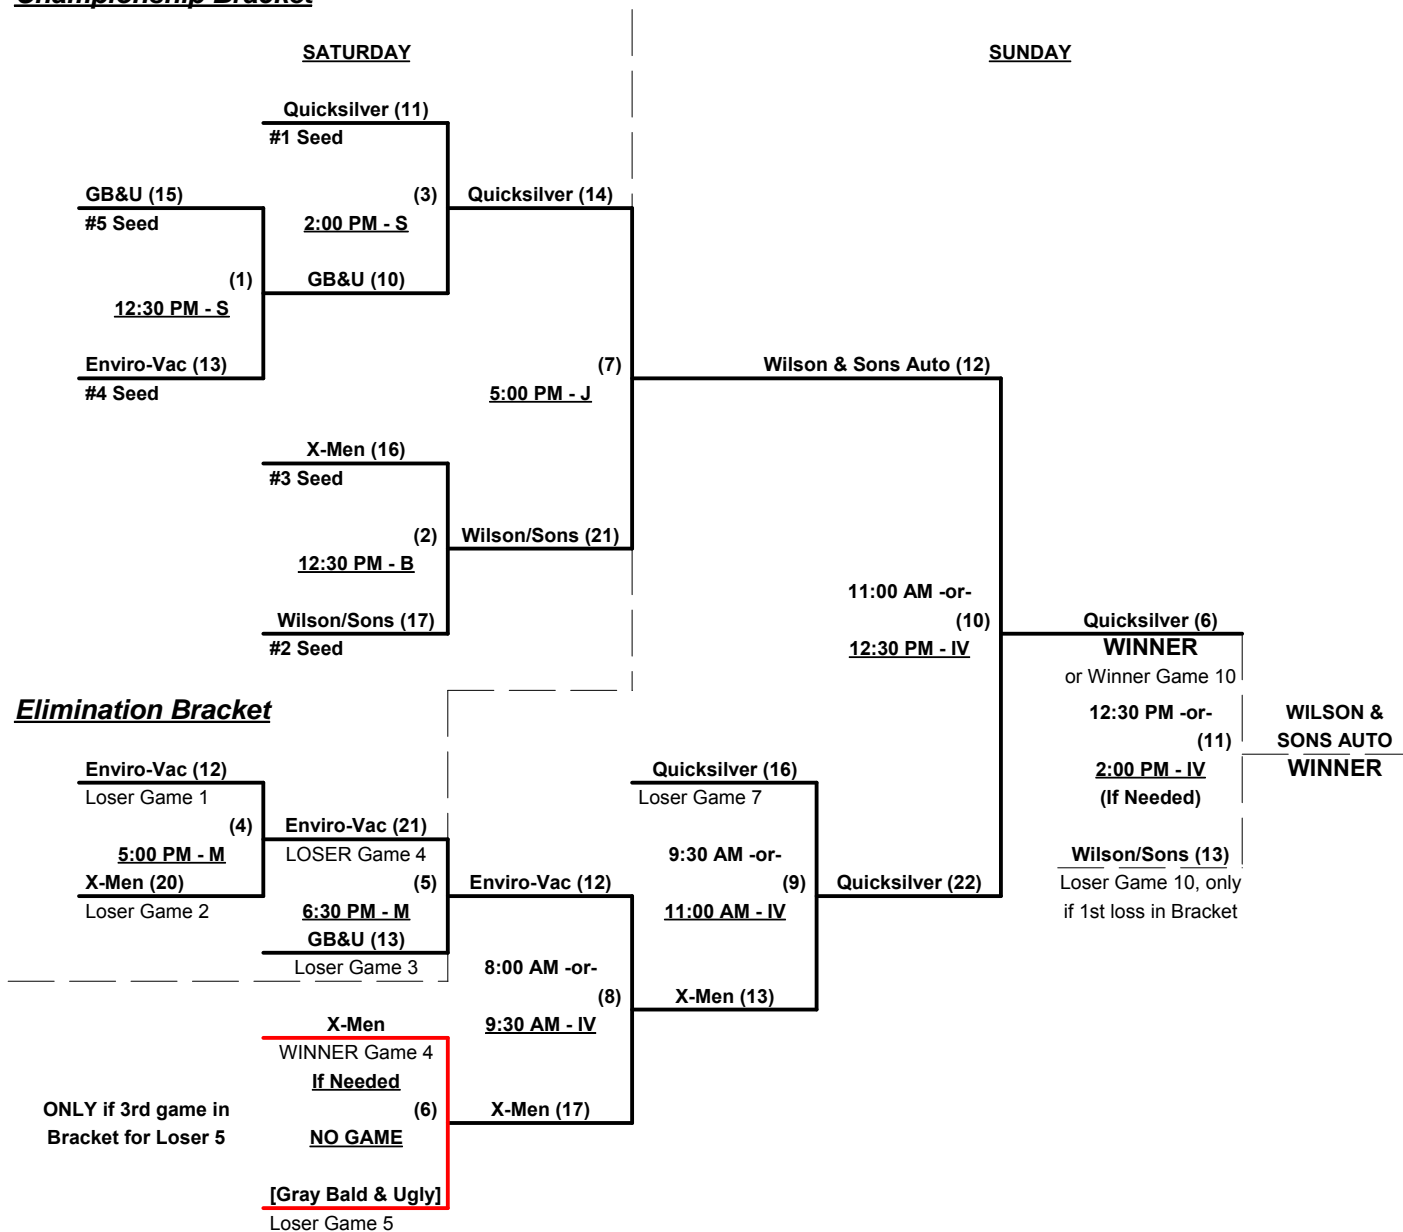 Championship Bracket
SATURDAY
SUNDAY
Quicksilver (11)
#1 Seed
GB&U (15)
#5 Seed
(3)
2:00 PM - S
Quicksilver (14)
(1)
12:30 PM - S
GB&U (10)
Enviro-Vac (13)
#4 Seed
(7)
5:00 PM - J
Wilson & Sons Auto (12)
X-Men (16)
#3 Seed
(2)
12:30 PM - B
Wilson/Sons (21)
Wilson/Sons (17)
#2 Seed
11:00 AM -or-
(10)
12:30 PM - IV
Quicksilver (6)
WINNER
or Winner Game 10
Elimination Bracket
12:30 PM -or-
(11)
2:00 PM - IV
(If Needed)
WILSON &
SONS AUTO
WINNER
Enviro-Vac (12)
Loser Game 1
(4)
5:00 PM - M
X-Men (20)
Loser Game 2
Enviro-Vac (21)
LOSER Game 4
(5)
6:30 PM - M
GB&U (13)
Loser Game 3
Quicksilver (16)
Loser Game 7
9:30 AM -or-
(9)
11:00 AM - IV
Enviro-Vac (12)
Quicksilver (22)
Wilson/Sons (13)
Loser Game 10, only
if 1st loss in Bracket
8:00 AM -or-
(8)
9:30 AM - IV
X-Men (13)
X-Men
WINNER Game 4
If Needed
(6)
NO GAME
X-Men (17)
ONLY if 3rd game in
Bracket for Loser 5
[Gray Bald & Ugly]
Loser Game 5